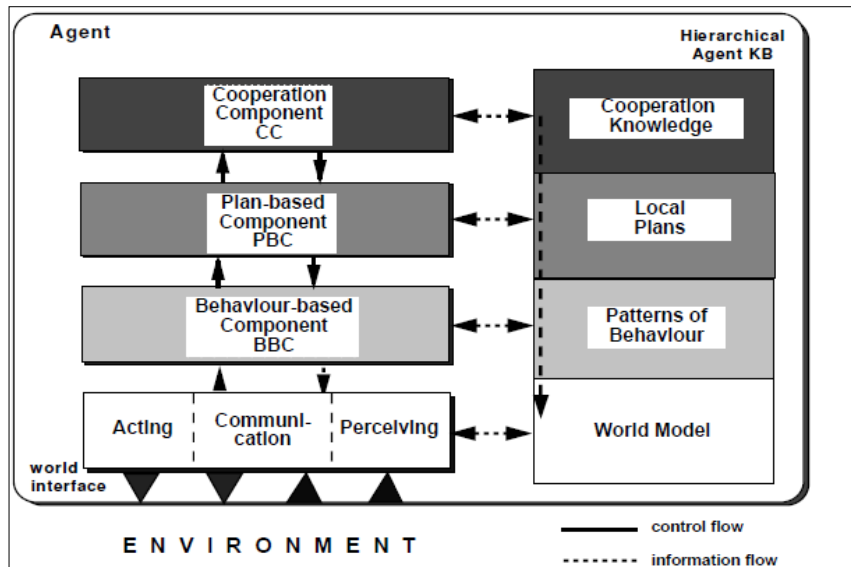 Agent
Hierarchical
Agent KB
Cooperation
Component
CC
Cooperation
Knowledge
Plan-based
Component
PBC
Local
Plans
Behaviour-based
Component
BBC
Patterns of
Behaviour
Acting
Communi-
cation
Perceiving
World Model
world
interface
E N V I R O N M E N T
control flow
information flow